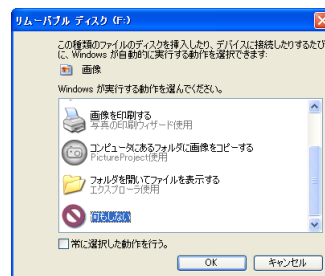 リムーバブル ディスク (F:)
この種類のファイルのディスクを挿入したり、デバイスに接続したりするたび
に、Windows が自動的に実行する動作を選択できます:
画像
Windows が実行する動作を選んでください。
画像を印刷する
写真の印刷ウィザード使用
コンピュータにあるフォルダに画像をコピーする
PictureProject使用
フォルダを開いてファイルを表示する
エクスプローラ使用
何もしない
常に選択した動作を行う。
OK
キャンセル